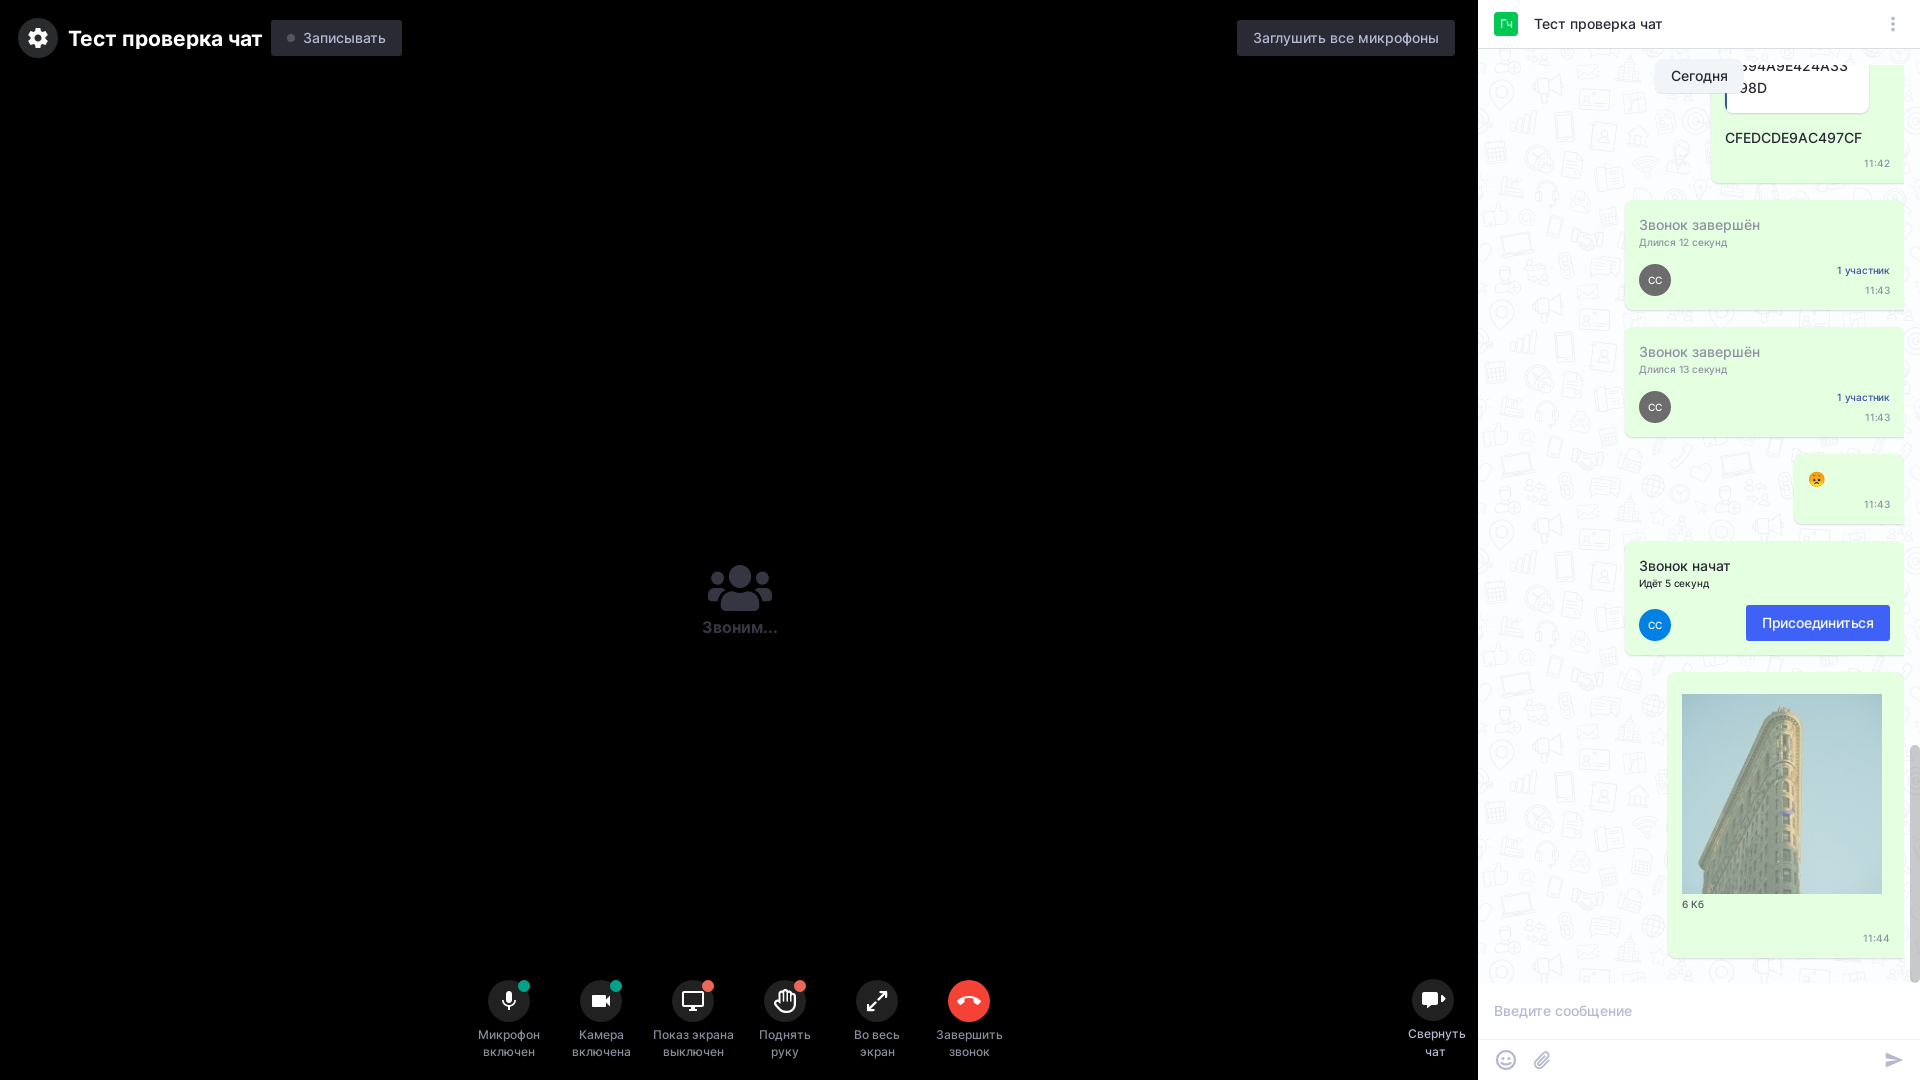 Тест проверка чат
Записывать
Заглушить все микрофоны
Звоним...
Микрофон
включен
Камера
включена
Показ экрана
выключен
Поднять
руку
Во весь
экран
Завершить
звонок
Свернуть
чат
Гч
Тест проверка чат
Сегодня
98D
CFEDCDE9AC497CF
11:42
Звонок завершён
Длился 12 секунд
СС
1 участник
11:43
Звонок завершён
Длился 13 секунд
СС
1 участник
11:43
11:43
Звонок начат
Идёт 5 секунд
СС
Присоединиться
6 Кб
11:44
Введите сообщение